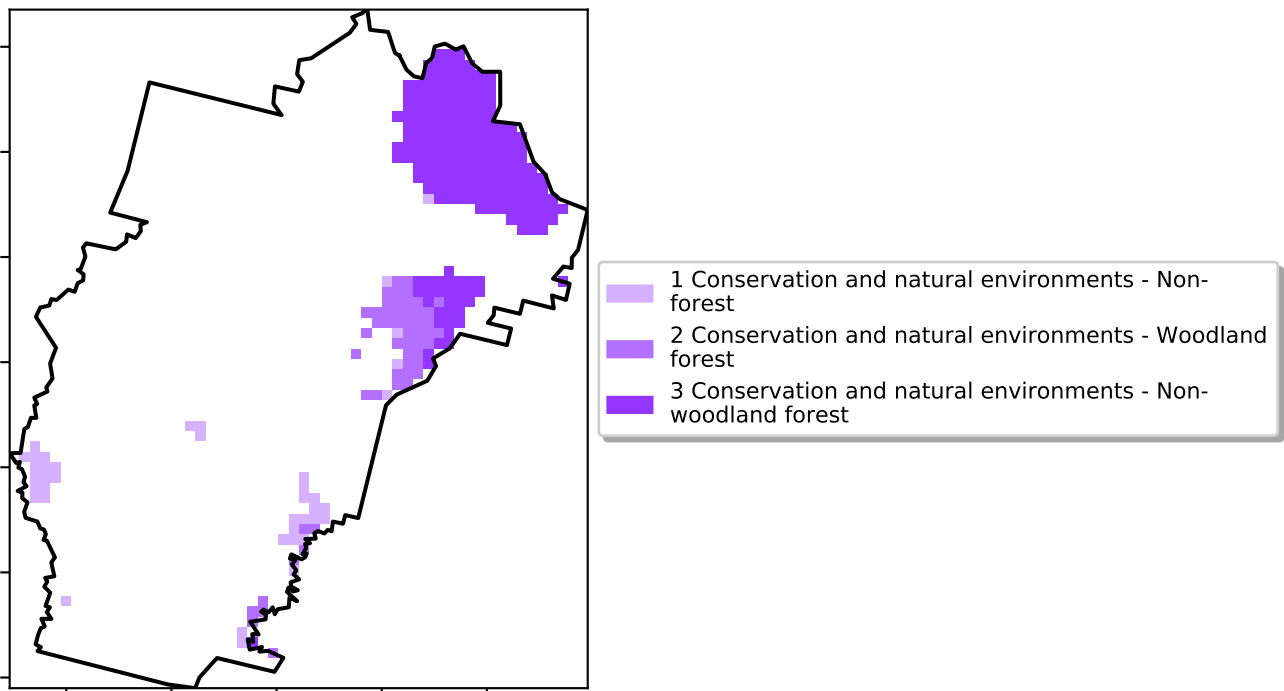 1 Conservation and natural environments - Non-
forest
2 Conservation and natural environments - Woodland
forest
3 Conservation and natural environments - Non-
woodland forest